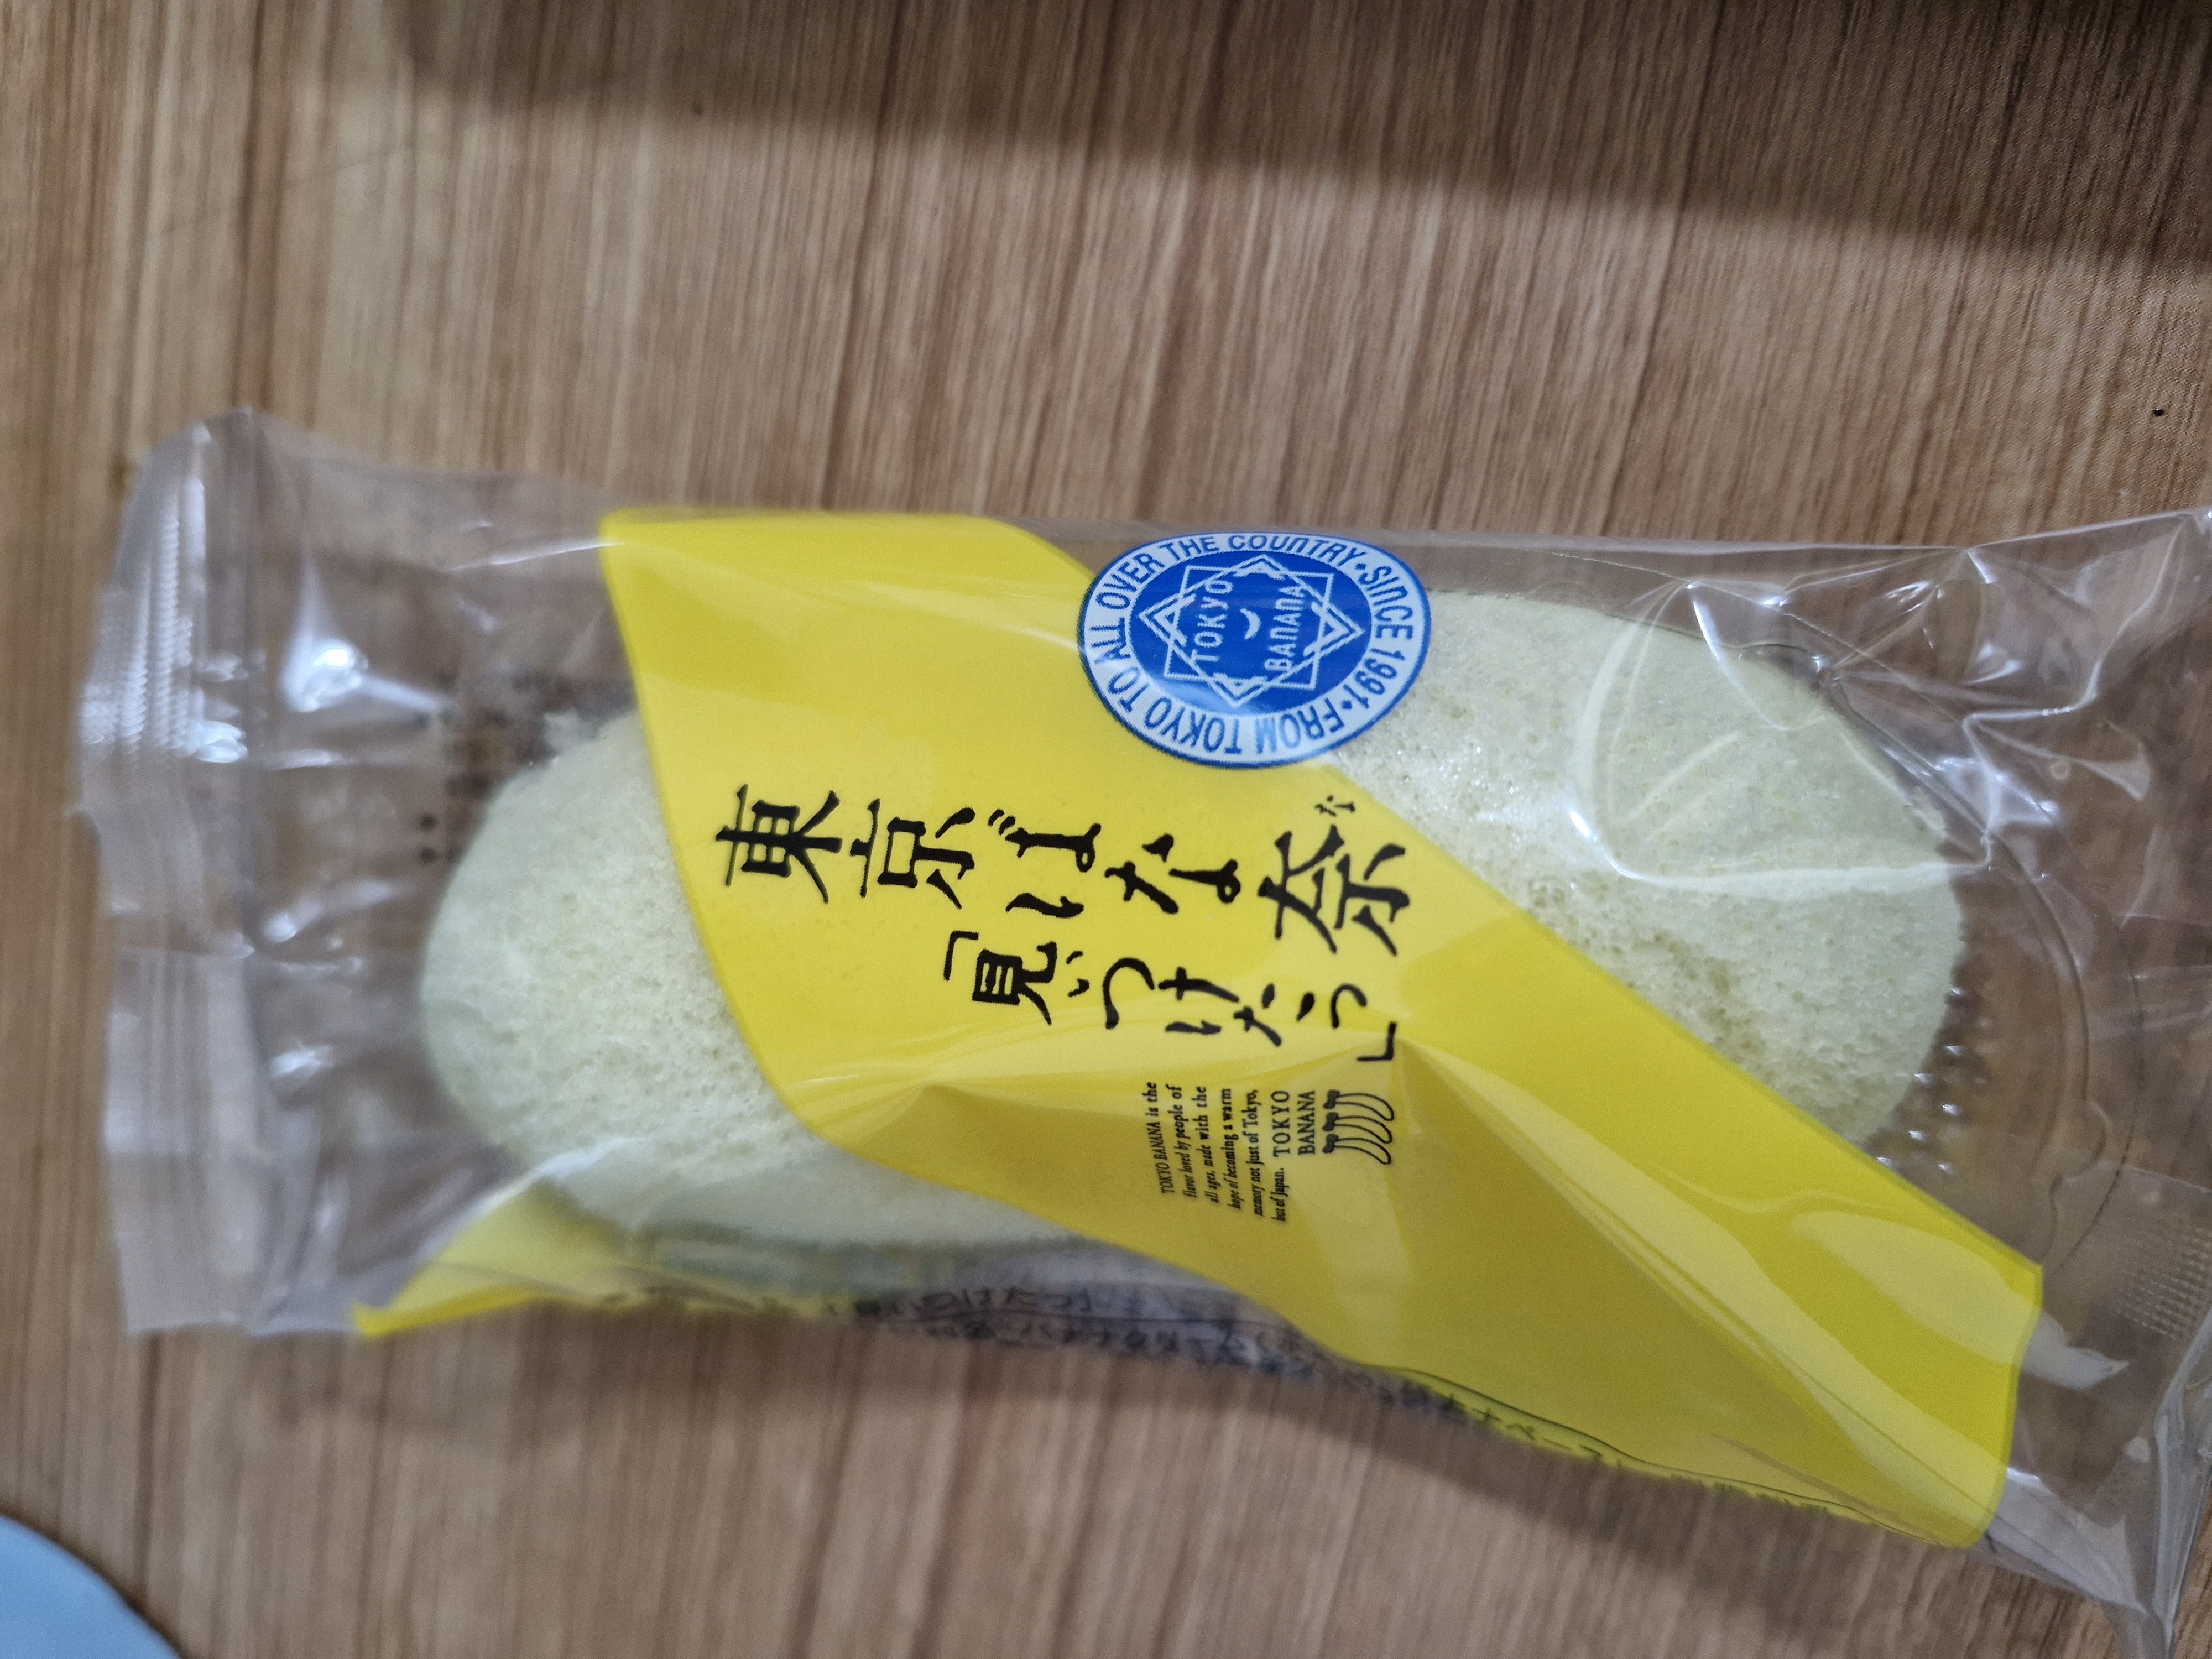 東京ばな奈
な
「見ぃつけたっ」
TOKYO BANANA
SINCE 1991・FROM TOKYO TO ALL OVER THE COUNTRY・
TOKYO BANANA is the
flavor loved by people of
all ages, made with the
hope of becoming a warm
memory not just of Tokyo,
but of Japan.
TOKYO
BANANA